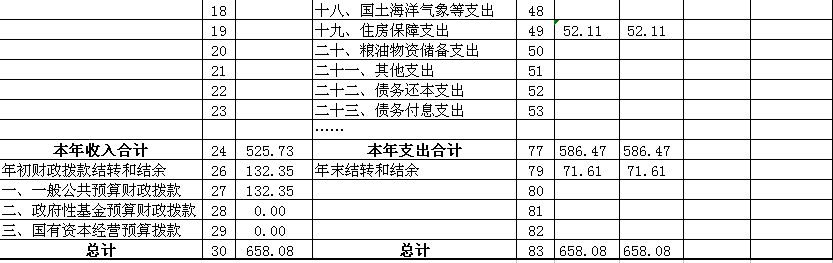 18 十八、国土海洋气象等支出 48
19 十九、住房保障支出 49 52.11 52.11
20 二十、粮油物资储备支出 50
21 二十一、其他支出 51
22 二十二、债务还本支出 52
23 二十三、债务付息支出 53
……
本年收入合计 24 525.73 本年支出合计 77 586.47 586.47
年初财政拨款结转和结余 26 132.35 年末结转和结余 79 71.61 71.61
一、一般公共预算财政拨款 27 132.35 80
二、政府性基金预算财政拨款 28 0.00 81
三、国有资本经营预算拨款 29 0.00 82
总计 30 658.08 总计 83 658.08 658.08